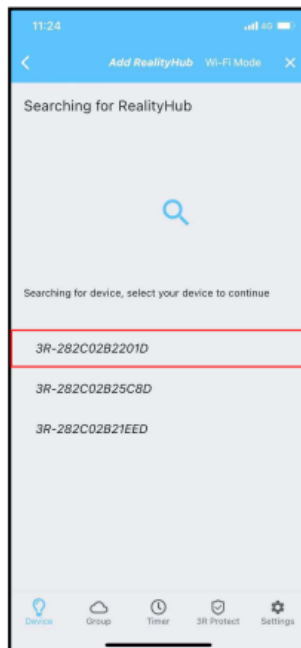 11:24
4G
Add RealityHub Wi-Fi Mode
Searching for RealityHub
Searching for device, select your device to continue
3R-282C02B2201D
3R-282C02B25C8D
3R-282C02B21EED
Device Group Timer 3R Protect Settings